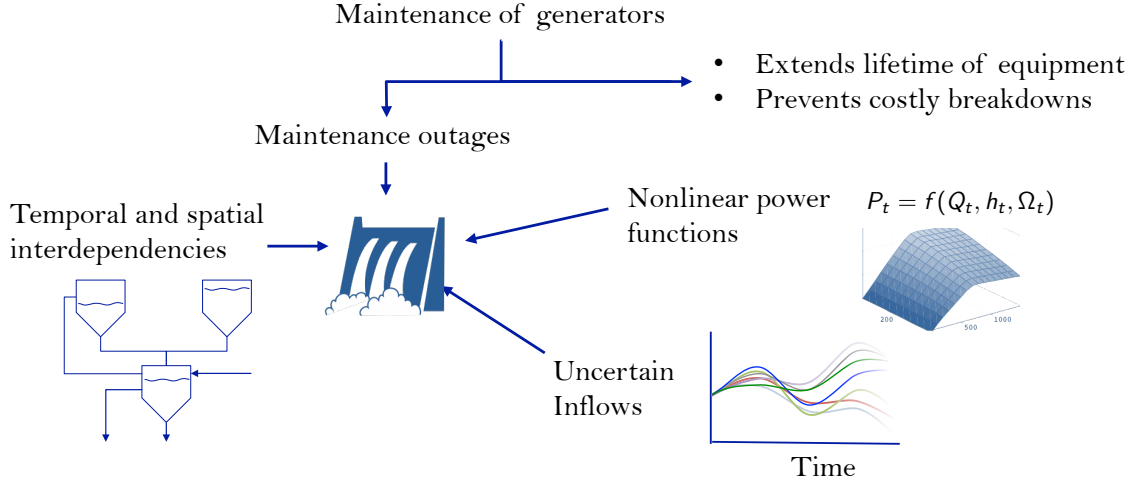 Maintenance of generators
• Extends lifetime of equipment
• Prevents costly breakdowns
Maintenance outages
Temporal and spatial
interdependencies
Nonlinear power
functions
Pₜ = f(Qₜ, hₜ, Ωₜ)
200
500
1000
Uncertain
Inflows
Time